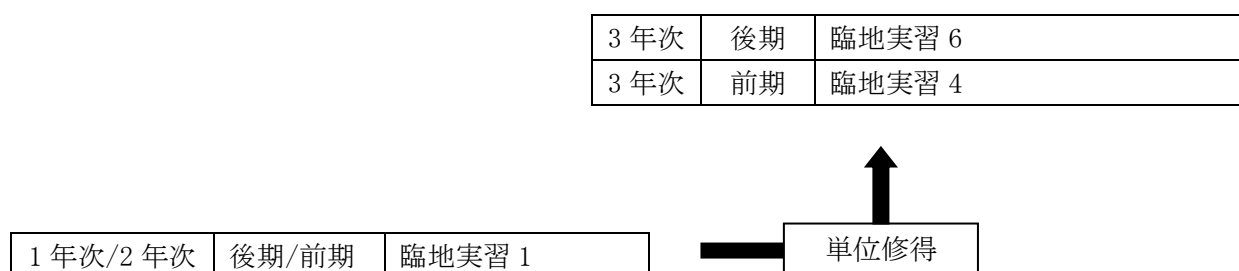 3 年次 後期 臨地実習 6
3 年次 前期 臨地実習 4
単位修得
1 年次/2 年次 後期/前期 臨地実習 1